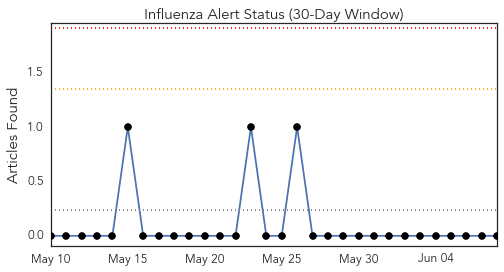 Influenza Alert Status (30-Day Window)
Articles Found
1.5
1.0
0.5
0.0
May 10 May 15 May 20 May 25 May 30 Jun 04